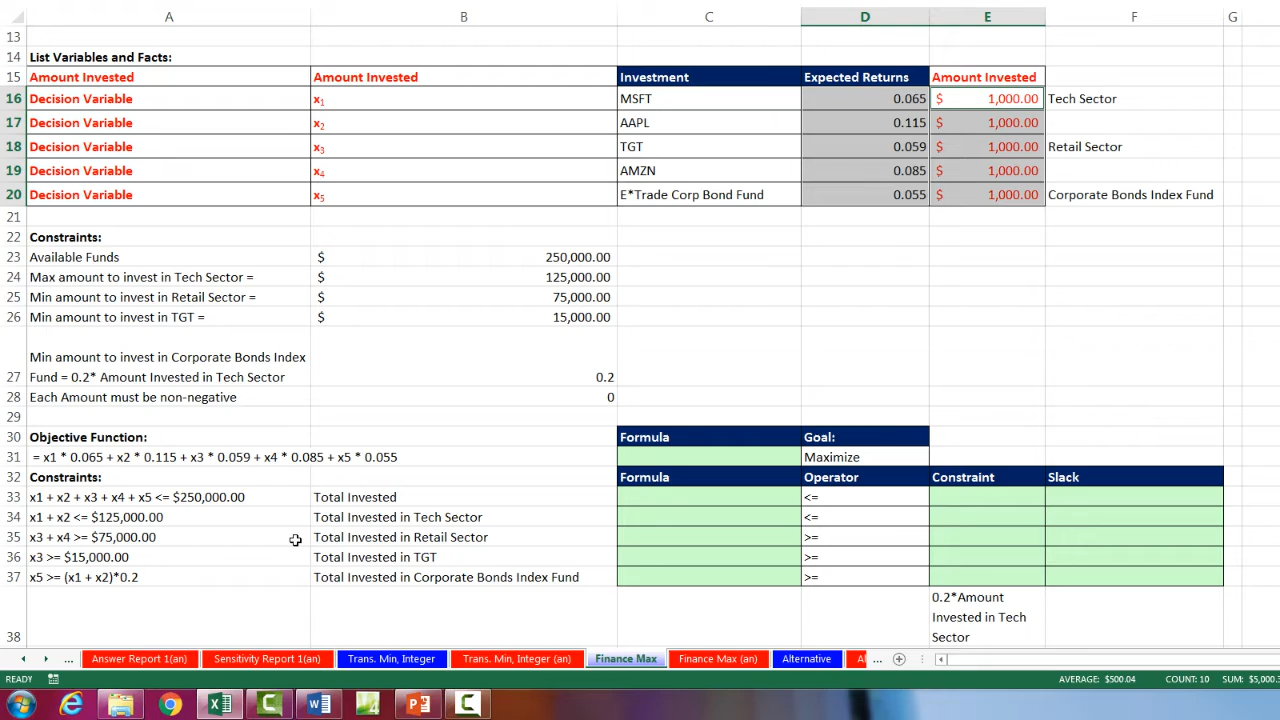 A B C D E F G
13
14 List Variables and Facts:
15 Amount Invested Amount Invested Investment Expected Returns Amount Invested
16 Decision Variable x₁ MSFT 0.065 $ 1,000.00 Tech Sector
17 Decision Variable x₂ AAPL 0.115 $ 1,000.00
18 Decision Variable x₃ TGT 0.059 $ 1,000.00 Retail Sector
19 Decision Variable x₄ AMZN 0.085 $ 1,000.00
20 Decision Variable x₅ E*Trade Corp Bond Fund 0.055 $ 1,000.00 Corporate Bonds Index Fund
21
22 Constraints:
23 Available Funds $ 250,000.00
24 Max amount to invest in Tech Sector = $ 125,000.00
25 Min amount to invest in Retail Sector = $ 75,000.00
26 Min amount to invest in TGT = $ 15,000.00
Min amount to invest in Corporate Bonds Index
27 Fund = 0.2* Amount Invested in Tech Sector 0.2
28 Each Amount must be non-negative 0
29
30 Objective Function: Formula Goal:
31 = x1 * 0.065 + x2 * 0.115 + x3 * 0.059 + x4 * 0.085 + x5 * 0.055 Maximize
32 Constraints: Formula Operator Constraint Slack
33 x1 + x2 + x3 + x4 + x5 <= $250,000.00 Total Invested <=
34 x1 + x2 <= $125,000.00 Total Invested in Tech Sector <=
35 x3 + x4 >= $75,000.00 Total Invested in Retail Sector >=
36 x3 >= $15,000.00 Total Invested in TGT >=
37 x5 >= (x1 + x2)*0.2 Total Invested in Corporate Bonds Index Fund >=
0.2*Amount
Invested in Tech
38 Sector
... Answer Report 1(an) Sensitivity Report 1(an) Trans. Min, Integer Trans. Min, Integer (an) Finance Max Finance Max (an) Alternative Al ...
READY AVERAGE: $500.04 COUNT: 10 SUM: $5,000.3